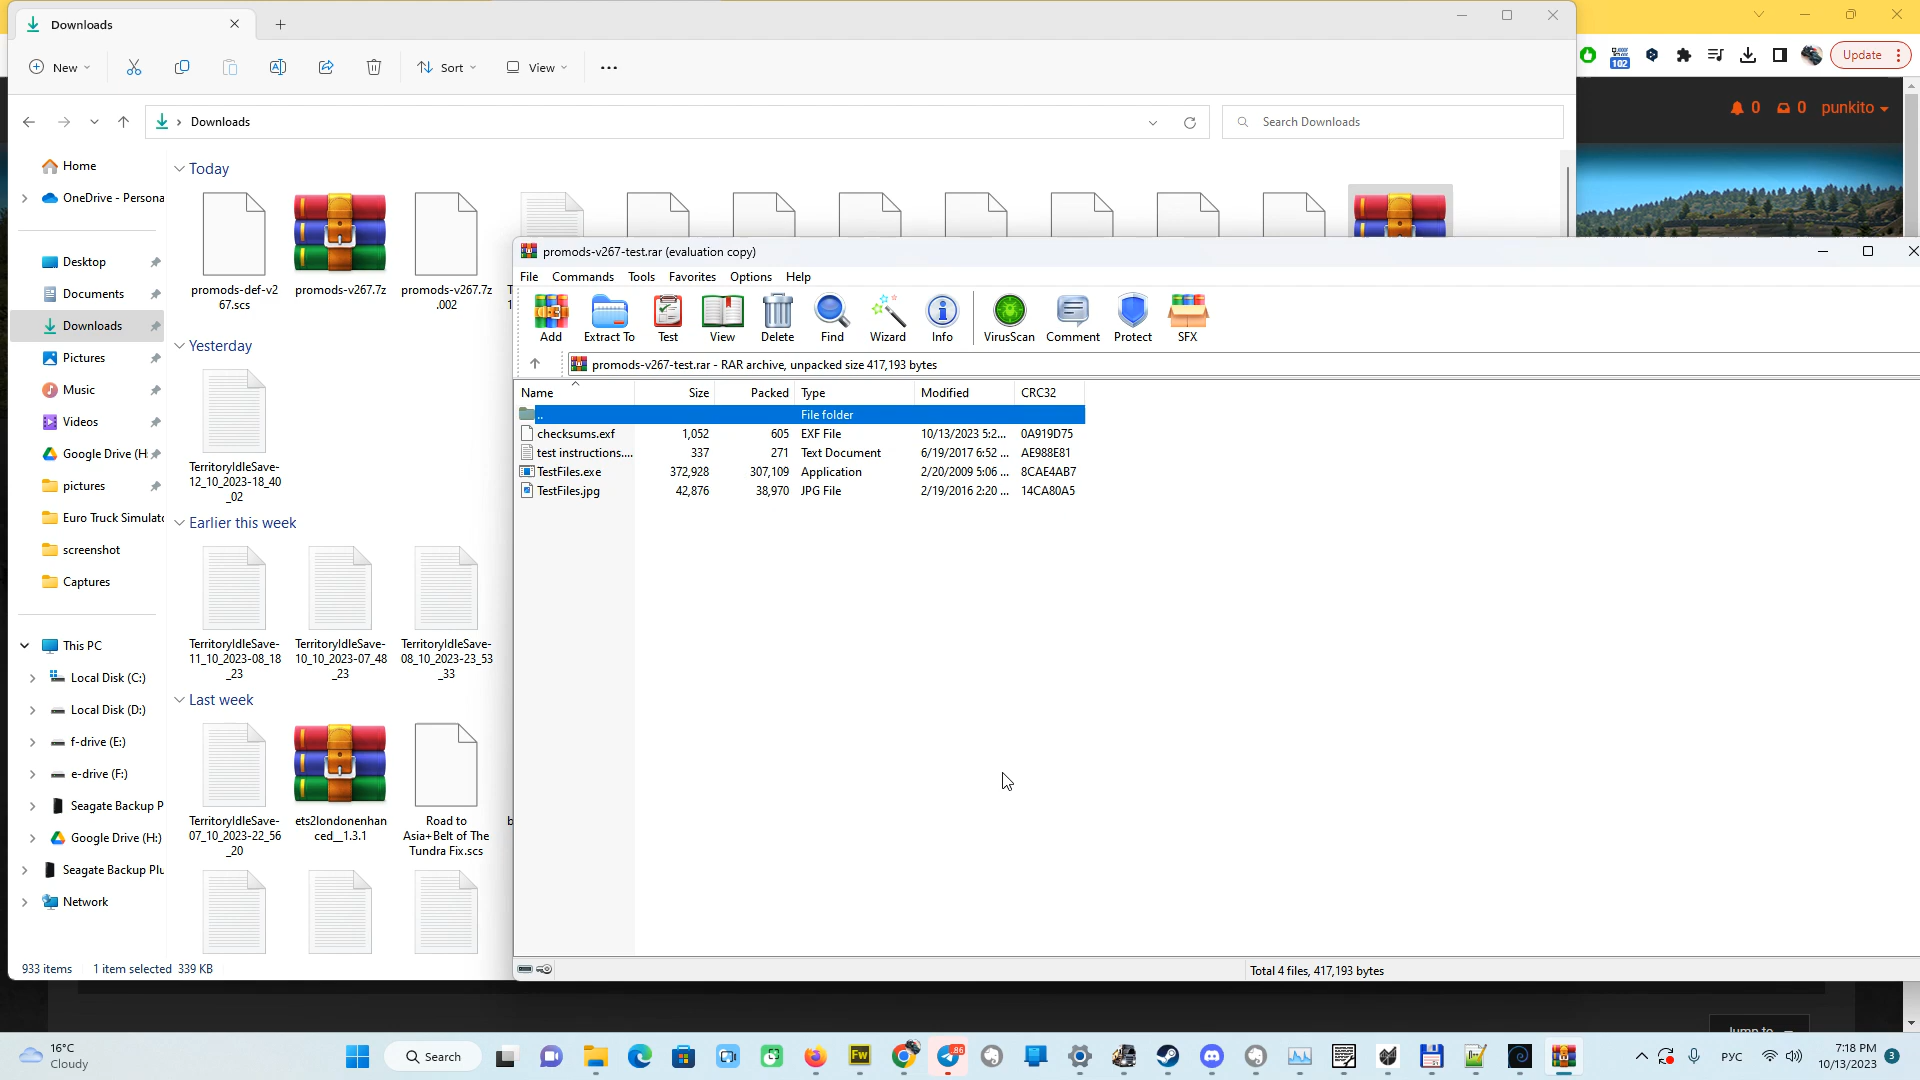 Downloads
New
Sort
View
Update
102
Downloads
Search Downloads
0
0
punkito
Home
OneDrive - Persona
Desktop
Documents
Downloads
Pictures
Music
Videos
Google Drive (H:
pictures
Euro Truck Simulato
screenshot
Captures
This PC
Local Disk (C:)
Local Disk (D:)
f-drive (E:)
e-drive (F:)
Seagate Backup P
Google Drive (H:)
Seagate Backup Plu
Network
Today
promods-def-v2
67.scs
promods-v267.7z
promods-v267.7z
.002
Yesterday
TerritoryIdleSave-
12_10_2023-18_40
_02
Earlier this week
TerritoryIdleSave-
11_10_2023-08_18
_23
TerritoryIdleSave-
10_10_2023-07_48
_23
TerritoryIdleSave-
08_10_2023-23_53
_33
Last week
TerritoryIdleSave-
07_10_2023-22_56
_20
ets2londonenhan
ced__1.3.1
Road to
Asia+Belt of The
Tundra Fix.scs
933 items
1 item selected 339 KB
promods-v267-test.rar (evaluation copy)
File Commands Tools Favorites Options Help
Add Extract To Test View Delete Find Wizard Info VirusScan Comment Protect SFX
promods-v267-test.rar - RAR archive, unpacked size 417,193 bytes
Name Size Packed Type Modified CRC32
.. File folder
checksums.exf 1,052 605 EXF File 10/13/2023 5:2... 0A919D75
test instructions.... 337 271 Text Document 6/19/2017 6:52 ... AE988E81
TestFiles.exe 372,928 307,109 Application 2/20/2009 5:06 ... 8CAE4AB7
TestFiles.jpg 42,876 38,970 JPG File 2/19/2016 2:20 ... 14CA80A5
Total 4 files, 417,193 bytes
Jump to
16°C
Cloudy
Search
Fw
86
РУС
7:18 PM
10/13/2023
3